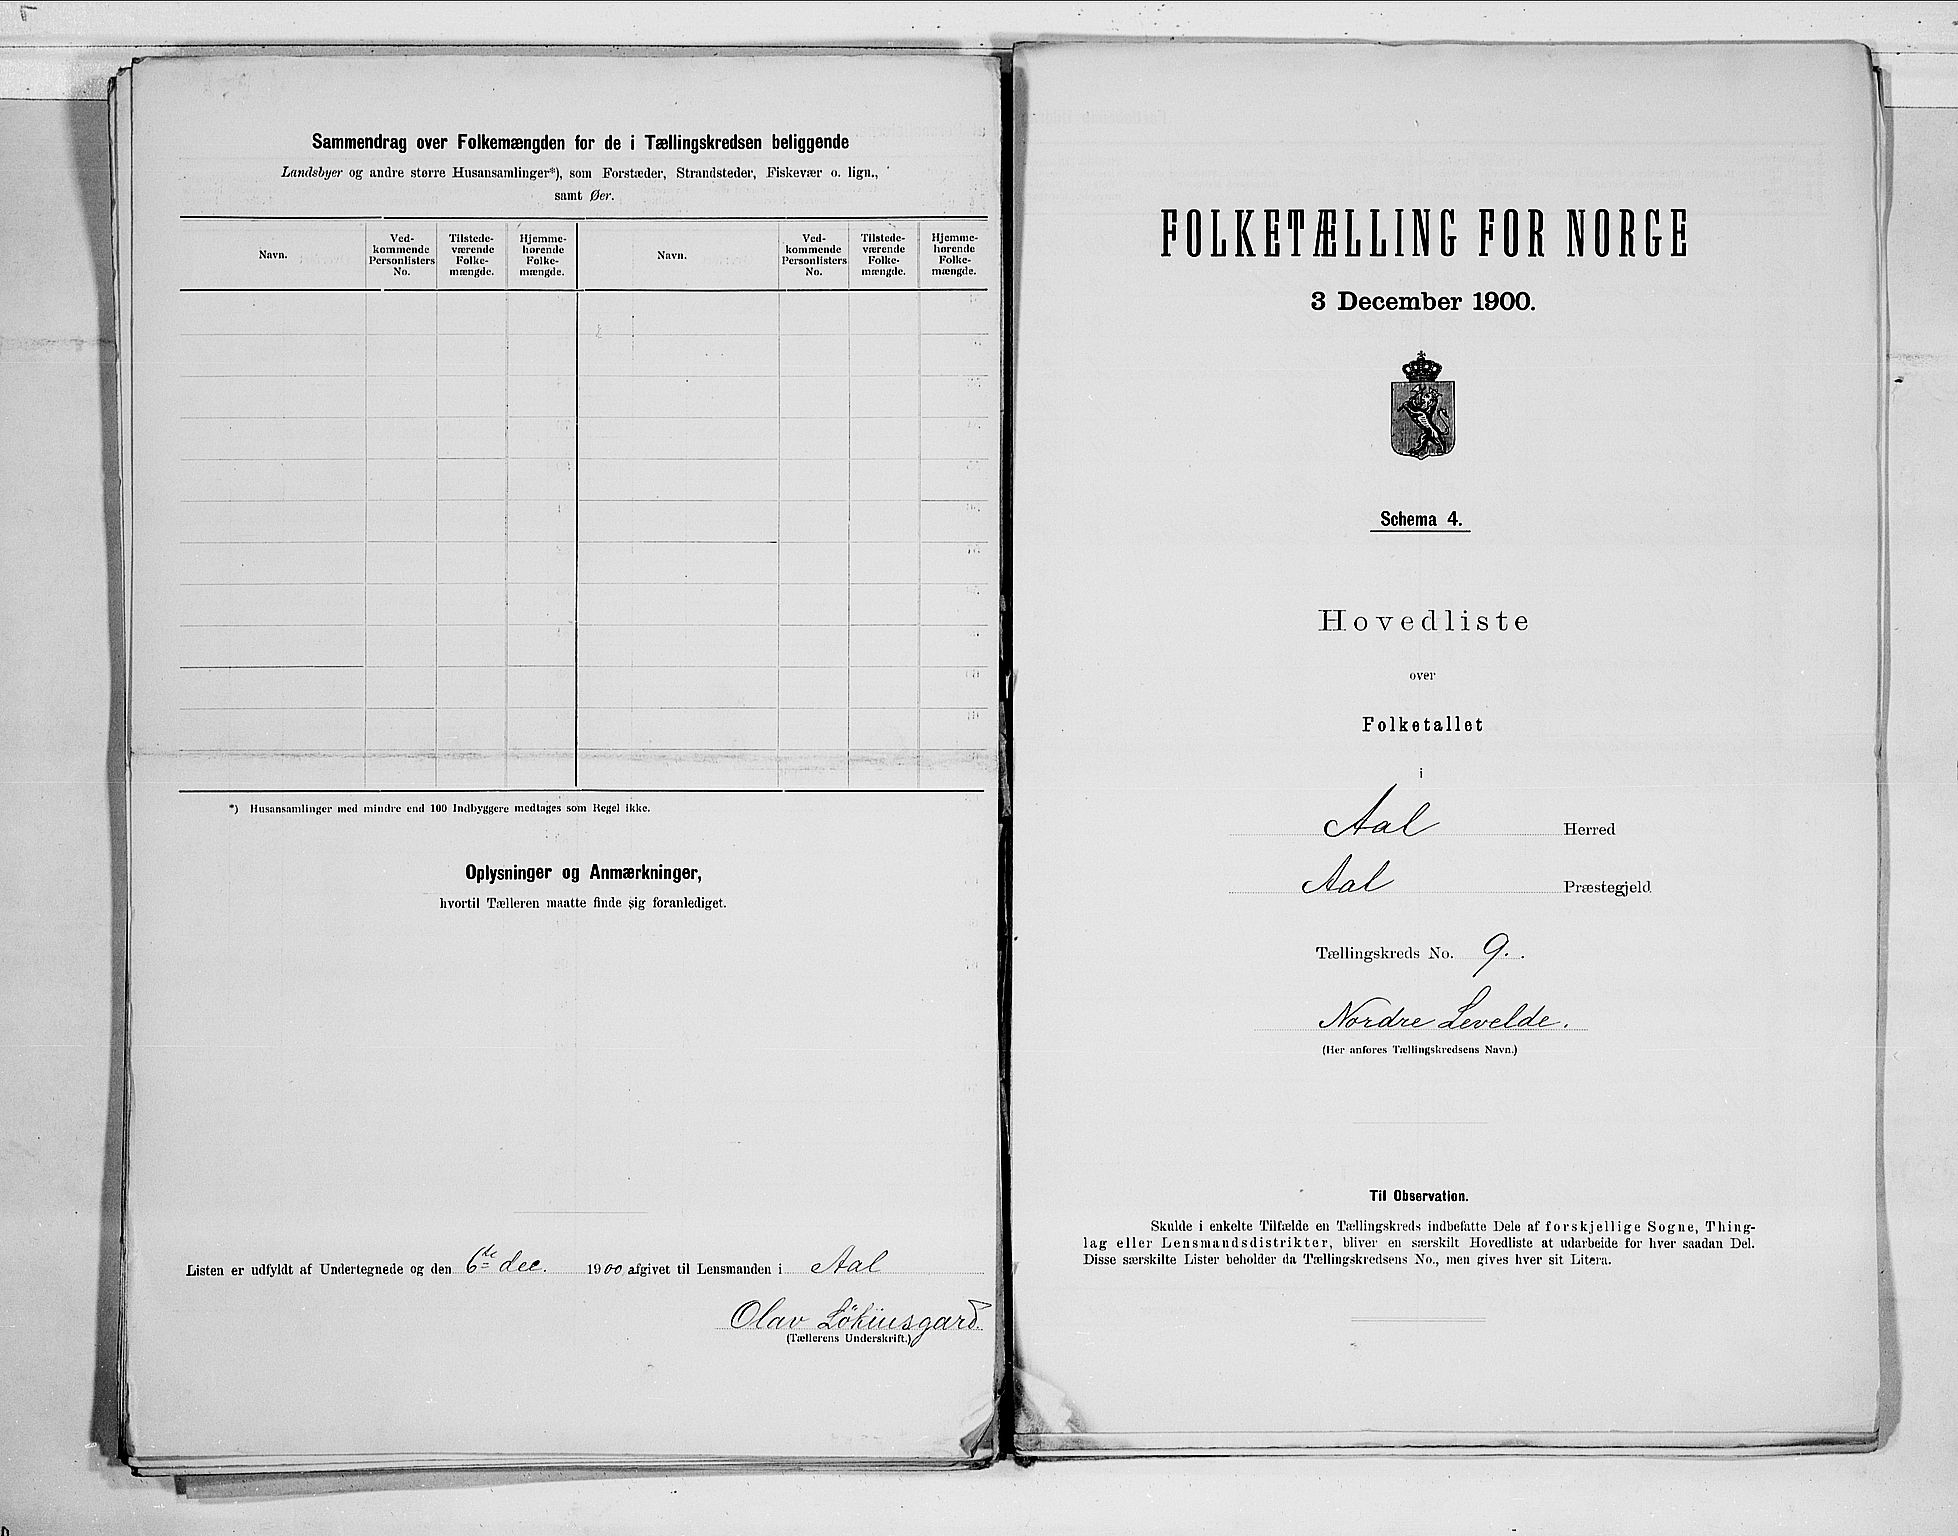 Sammendrag over Folkemængden for de i Tællingskredsen beliggende
Landsbyer og andre større Husansamlinger*), som Forstæder, Strandsteder, Fiskevær o. lign.,
samt Øer.
Navn.
Ved-
kommende
Personlisters
No.
Tilstede-
værende
Folke-
mængde.
Hjemme-
hørende
Folke-
mængde.
Navn.
Ved-
kommende
Personlisters
No.
Tilstede-
værende
Folke-
mængde.
Hjemme-
hørende
Folke-
mængde.
*) Husansamlinger med mindre end 100 Indbyggere medtages som Regel ikke.
Oplysninger og Anmærkninger,
hvortil Tælleren maatte finde sig foranlediget.
Listen er udfyldt af Undertegnede og den 6te dec. 1900 afgivet til Lensmanden i Aal
Olav
(Tællerens Underskrift.)
FOLKETÆLLING FOR NORGE
3 December 1900.
Schema 4.
Hovedliste
over
Folketallet
i
Aal Herred
Aal Præstegjeld
Tællingskreds No. 9.
Nordre Levelde.
(Her anføres Tællingskredsens Navn.)
Til Observation.
Skulde i enkelte Tilfælde en Tællingskreds indbefatte Dele af forskjellige Sogne, Thing-
lag eller Lensmandsdistrikter, bliver en særskilt Hovedliste at udarbeide for hver saadan Del.
Disse særskilte Lister beholder da Tællingskredsens No., men gives hver sit Litera.